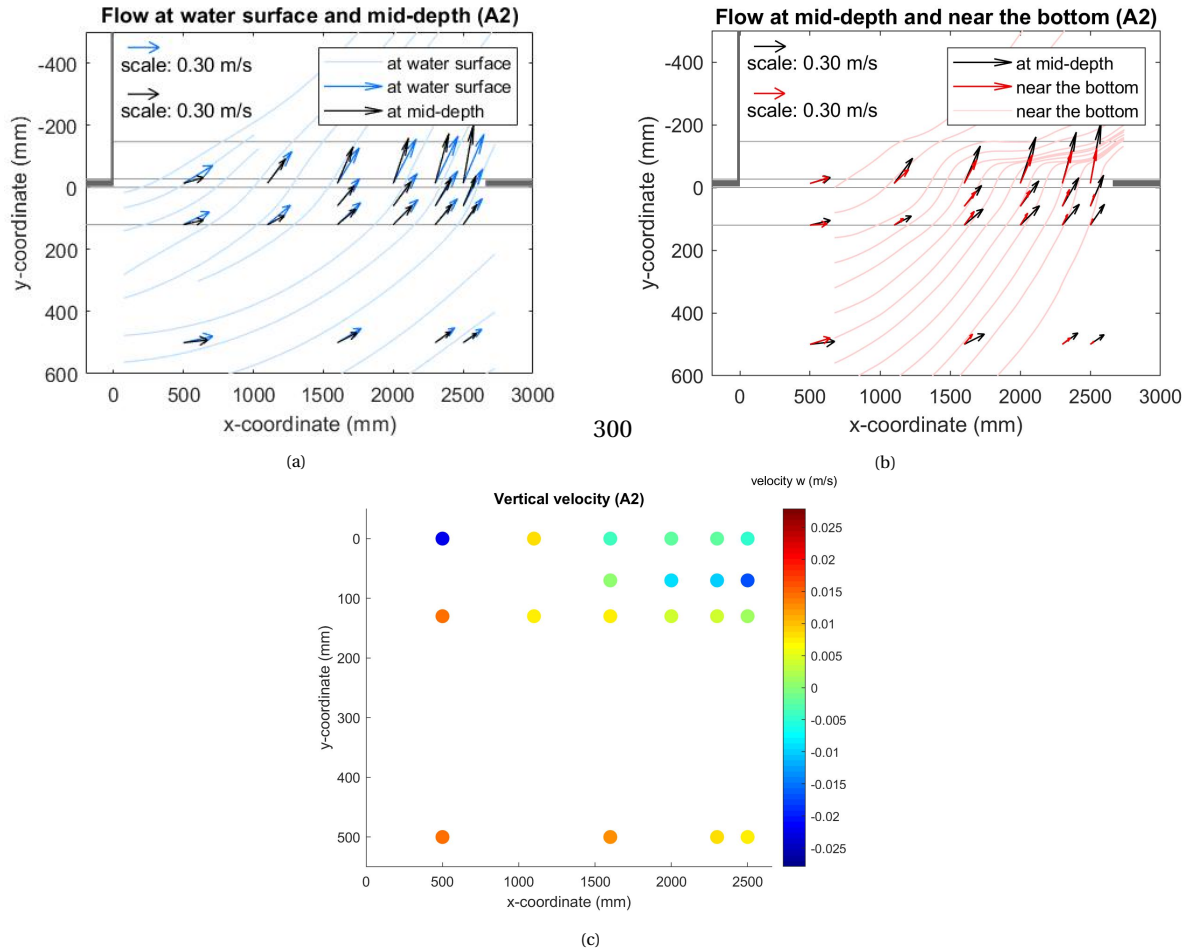 Flow at water surface and mid-depth (A2)
scale: 0.30 m/s
scale: 0.30 m/s
at water surface
at water surface
at mid-depth
-400
-200
0
200
400
600
y-coordinate (mm)
0
500
1000
1500
2000
2500
3000
x-coordinate (mm)
(a)
Flow at mid-depth and near the bottom (A2)
scale: 0.30 m/s
scale: 0.30 m/s
at mid-depth
near the bottom
near the bottom
-400
-200
0
200
400
600
y-coordinate (mm)
0
500
1000
1500
2000
2500
3000
x-coordinate (mm)
300
(b)
Vertical velocity (A2)
velocity w (m/s)
0
100
200
300
400
500
y-coordinate (mm)
0
500
1000
1500
2000
2500
x-coordinate (mm)
0.025
0.02
0.015
0.01
0.005
0
-0.005
-0.01
-0.015
-0.02
-0.025
(c)